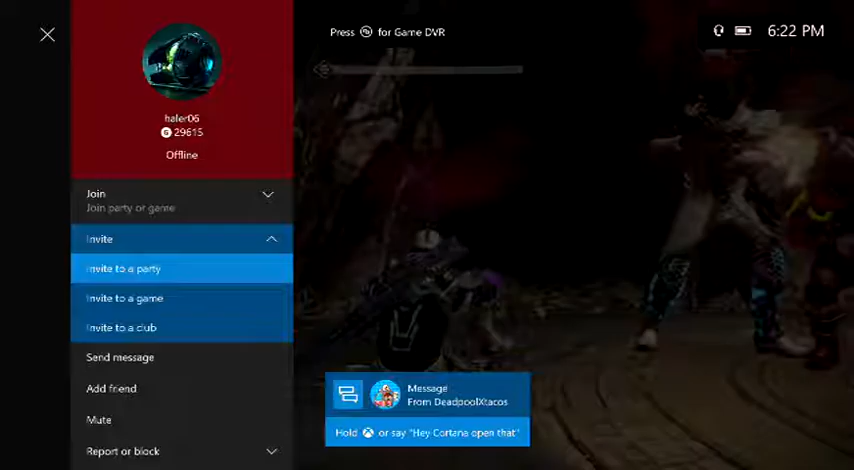 Press for Game DVR
6:22 PM
haler06
G 29615
Offline
Join
Join party or game
Invite
Invite to a party
Invite to a game
Invite to a club
Send message
Add friend
Mute
Report or block
Message
From DeadpoolXtacos
Hold or say "Hey Cortana open that"